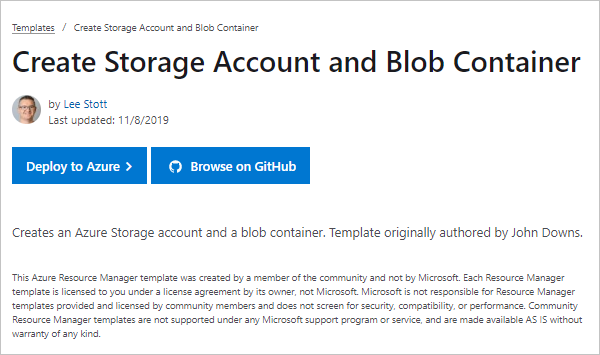 Templates / Create Storage Account and Blob Container
Create Storage Account and Blob Container
by Lee Stott
Last updated: 11/8/2019
Deploy to Azure >
Browse on GitHub
Creates an Azure Storage account and a blob container. Template originally authored by John Downs.
This Azure Resource Manager template was created by a member of the community and not by Microsoft. Each Resource Manager
template is licensed to you under a license agreement by its owner, not Microsoft. Microsoft is not responsible for Resource Manager
templates provided and licensed by community members and does not screen for security, compatibility, or performance. Community
Resource Manager templates are not supported under any Microsoft support program or service, and are made available AS IS without
warranty of any kind.